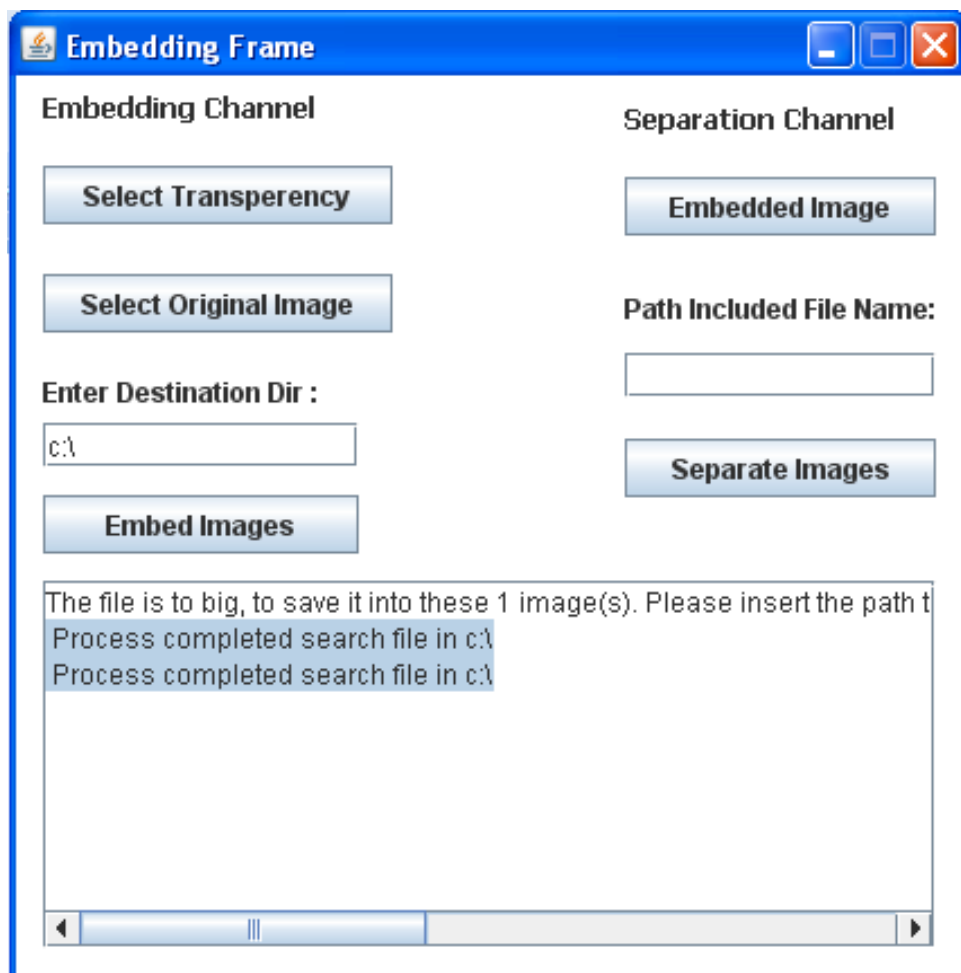 Embedding Frame
Embedding Channel
Select Transperency
Select Original Image
Enter Destination Dir :
c:\
Embed Images
Separation Channel
Embedded Image
Path Included File Name:
Separate Images
The file is to big, to save it into these 1 image(s). Please insert the path t
Process completed search file in c:\
Process completed search file in c:\